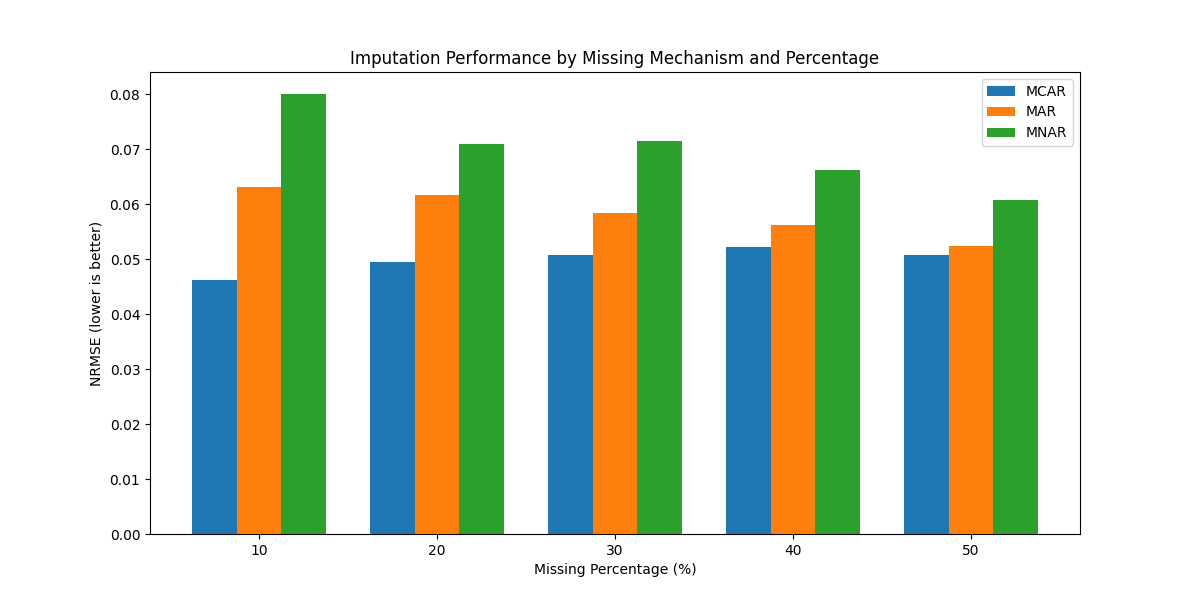 Imputation Performance by Missing Mechanism and Percentage
MCAR
MAR
MNAR
NRMSE (lower is better)
0.08
0.07
0.06
0.05
0.04
0.03
0.02
0.01
0.00
10 20 30 40 50
Missing Percentage (%)